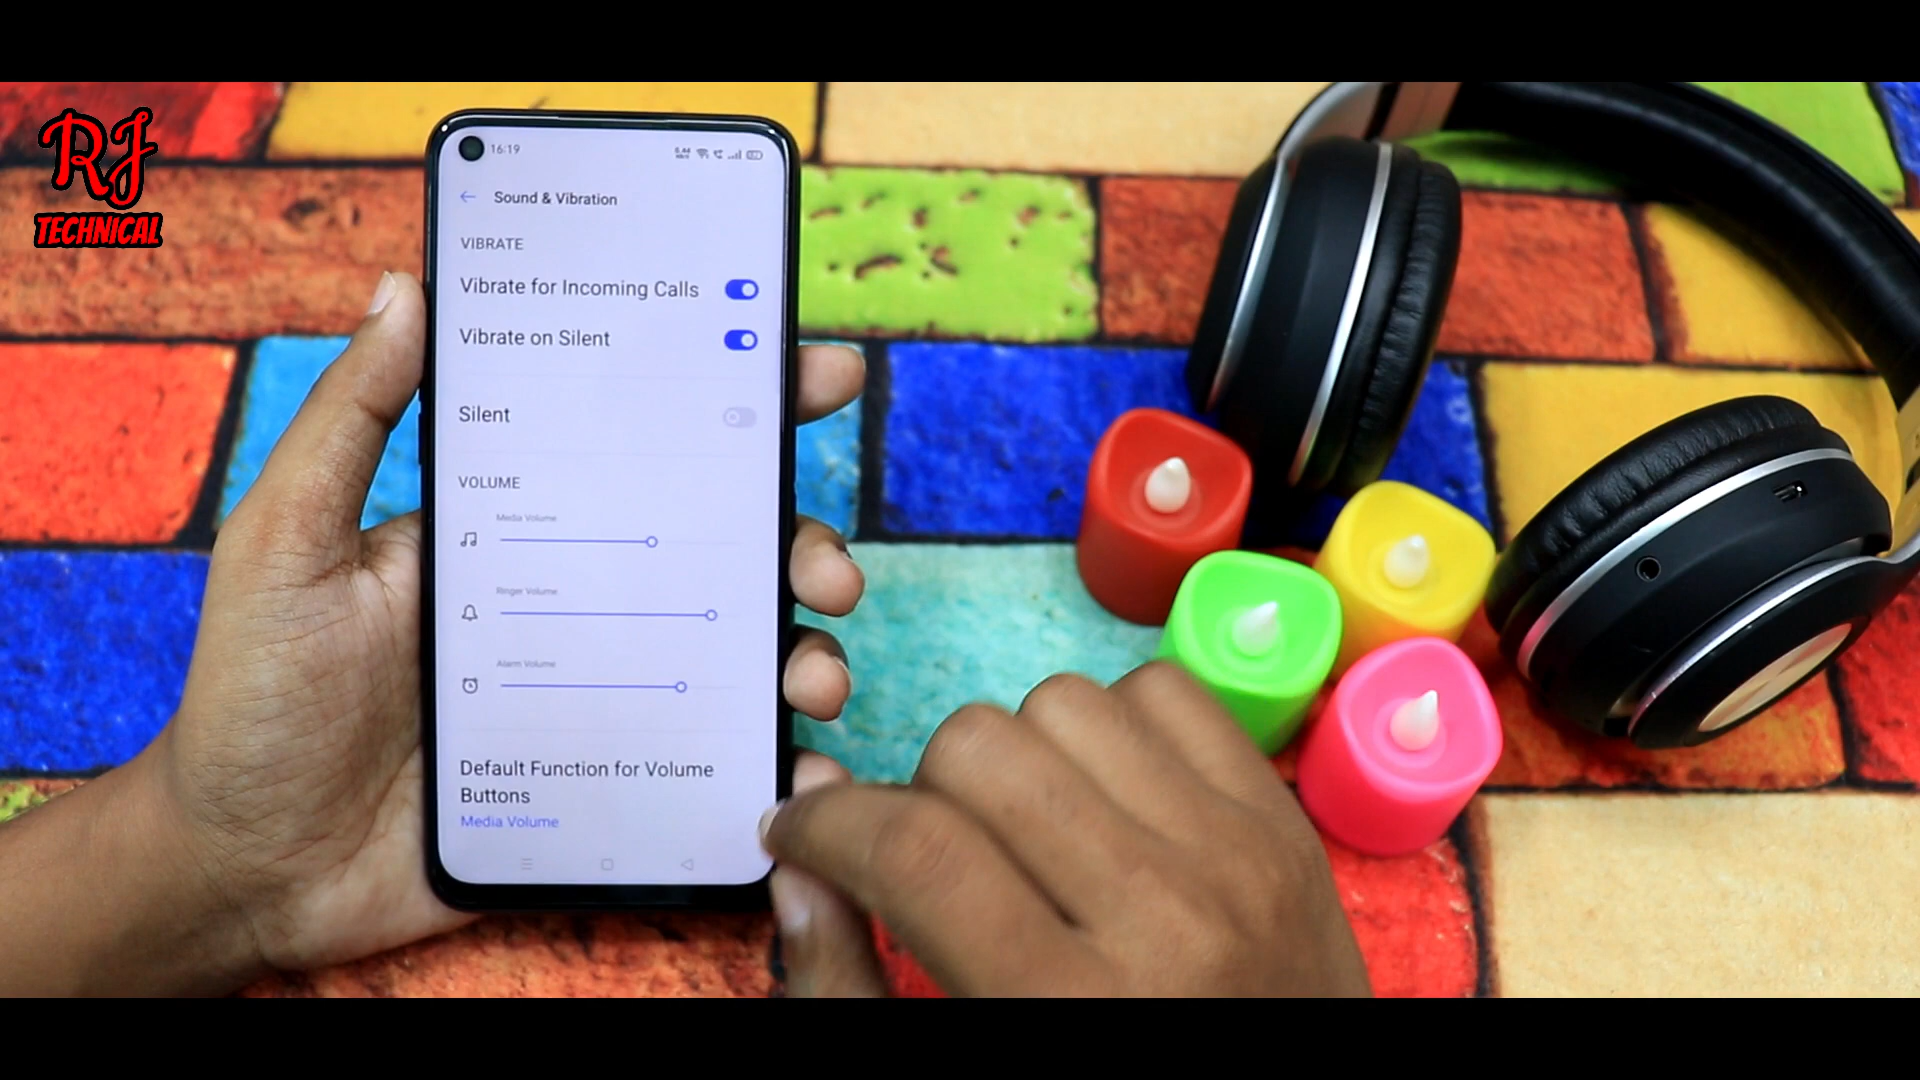 RJ
TECHNICAL
16:19
Sound & Vibration
VIBRATE
Vibrate for Incoming Calls
Vibrate on Silent
Silent
VOLUME
Media Volume
Ringer Volume
Alarm Volume
Default Function for Volume
Buttons
Media Volume